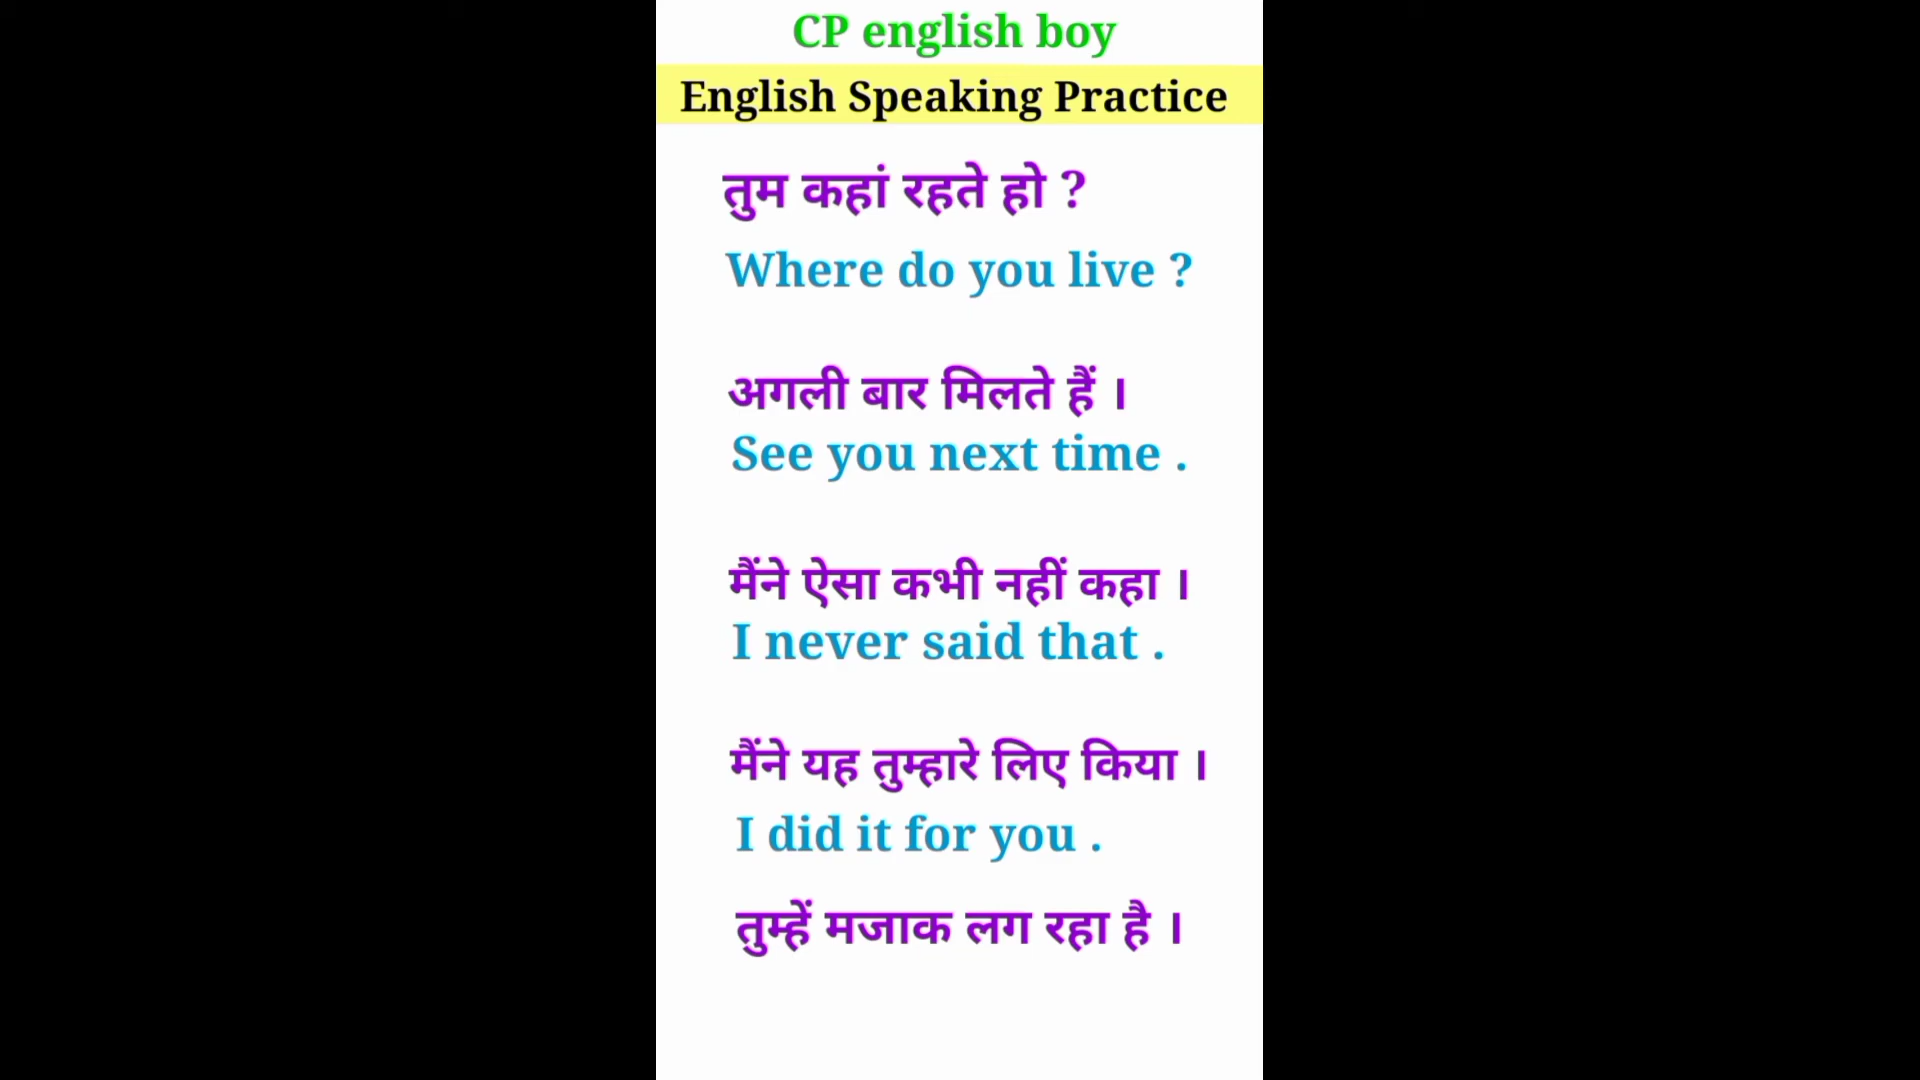 CP english boy
English Speaking Practice
तुम कहां रहते हो ?
Where do you live ?
अगली बार मिलते हैं ।
See you next time .
मैंने ऐसा कभी नहीं कहा ।
I never said that .
मैंने यह तुम्हारे लिए किया ।
I did it for you .
तुम्हें मजाक लग रहा है ।